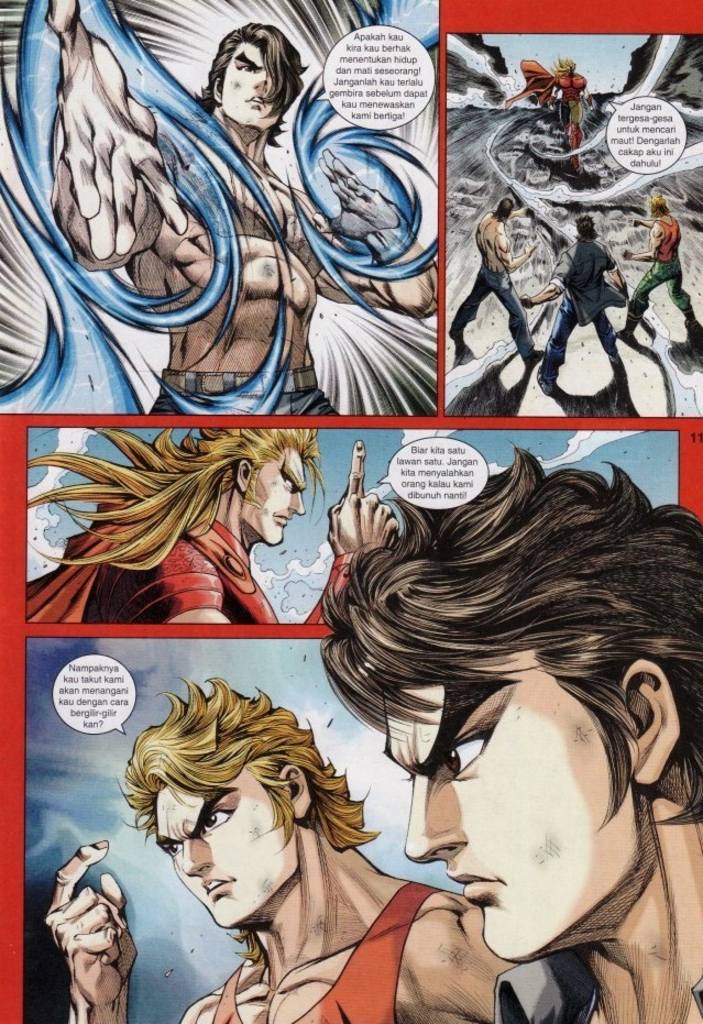 Apakah kau
kira kau berhak
menentukan hidup
dan mati seseorang!
Janganlah kau terlalu
gembira sebelum dapat
kau menewaskan
kami bertiga!
Jangan
tergesa-gesa
untuk mencari
maut! Dengarlah
cakap aku ini
dahulu!
11
Biar kita satu
lawan satu. Jangan
kita menyalahkan
orang kalau kami
dibunuh nanti!
Nampaknya
kau takut kami
akan menangani
kau dengan cara
bergilir-gilir
kan?